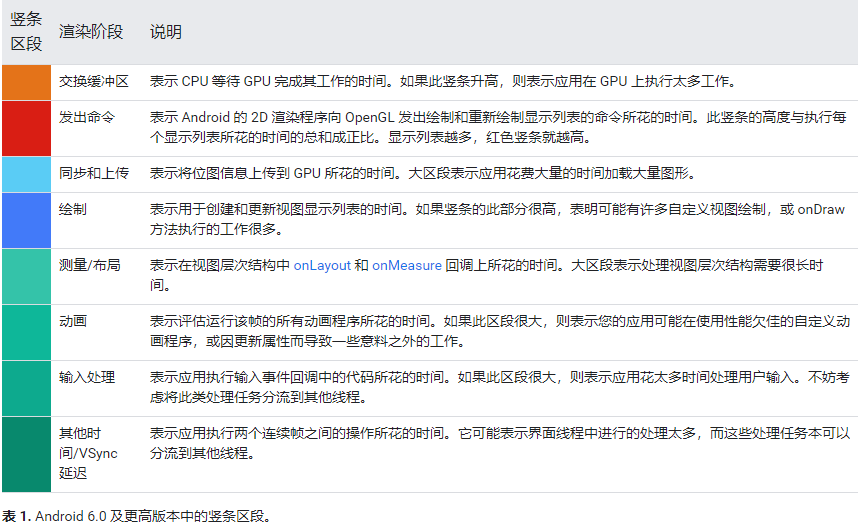 竖条
区段
渲染阶段
说明
交换缓冲区
表示 CPU 等待 GPU 完成其工作的时间。如果此竖条升高，则表示应用在 GPU 上执行太多工作。
发出命令
表示 Android 的 2D 渲染程序向 OpenGL 发出绘制和重新绘制显示列表的命令所花的时间。此竖条的高度与执行每
个显示列表所花的时间的总和成正比。显示列表越多，红色竖条就越高。
同步和上传
表示将位图信息上传到 GPU 所花的时间。大区段表示应用花费大量的时间加载大量图形。
绘制
表示用于创建和更新视图显示列表的时间。如果竖条的此部分很高，表明可能有许多自定义视图绘制，或 onDraw
方法执行的工作很多。
测量/布局
表示在视图层次结构中 onLayout 和 onMeasure 回调上所花的时间。大区段表示处理视图层次结构需要很长时
间。
动画
表示评估运行该帧的所有动画程序所花的时间。如果此区段很大，则表示您的应用可能在使用性能欠佳的自定义动
画程序，或因更新属性而导致一些意料之外的工作。
输入处理
表示应用执行输入事件回调中的代码所花的时间。如果此区段很大，则表示应用花太多时间处理用户输入。不妨考
虑将此类处理任务分流到其他线程。
其他时
间/VSync
延迟
表示应用执行两个连续帧之间的操作所花的时间。它可能表示界面线程中进行的处理太多，而这些处理任务本可以
分流到其他线程。
表 1. Android 6.0 及更高版本中的竖条区段。